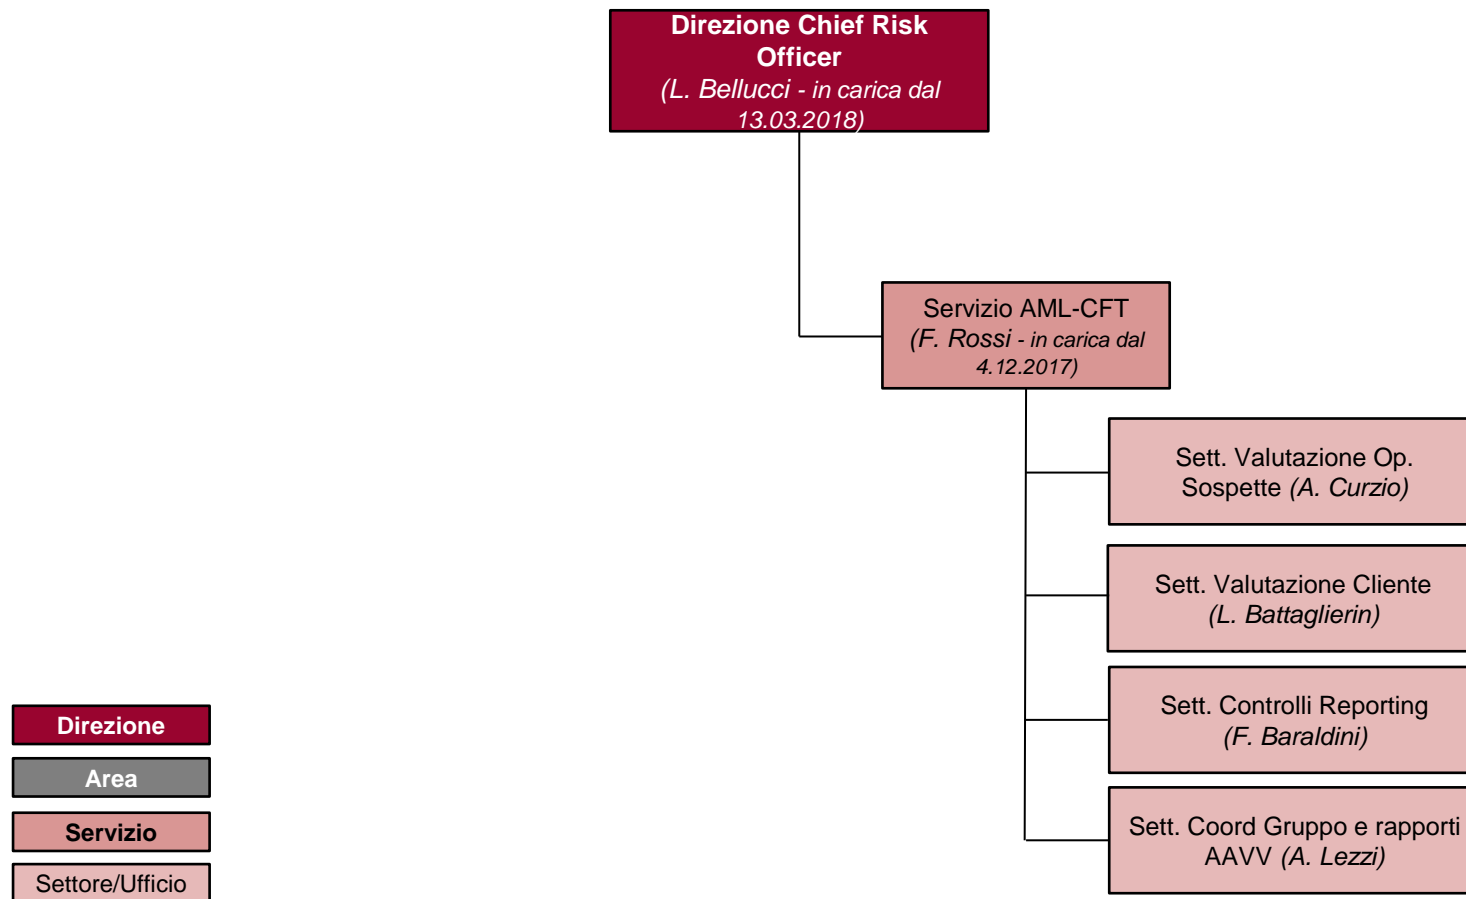 Direzione Chief Risk
Officer
(L. Bellucci - in carica dal
13.03.2018)
Servizio AML-CFT
(F. Rossi - in carica dal
4.12.2017)
Sett. Valutazione Op.
Sospette (A. Curzio)
Sett. Valutazione Cliente
(L. Battaglierin)
Sett. Controlli Reporting
(F. Baraldini)
Sett. Coord Gruppo e rapporti
AAVV (A. Lezzi)
Direzione
Area
Servizio
Settore/Ufficio